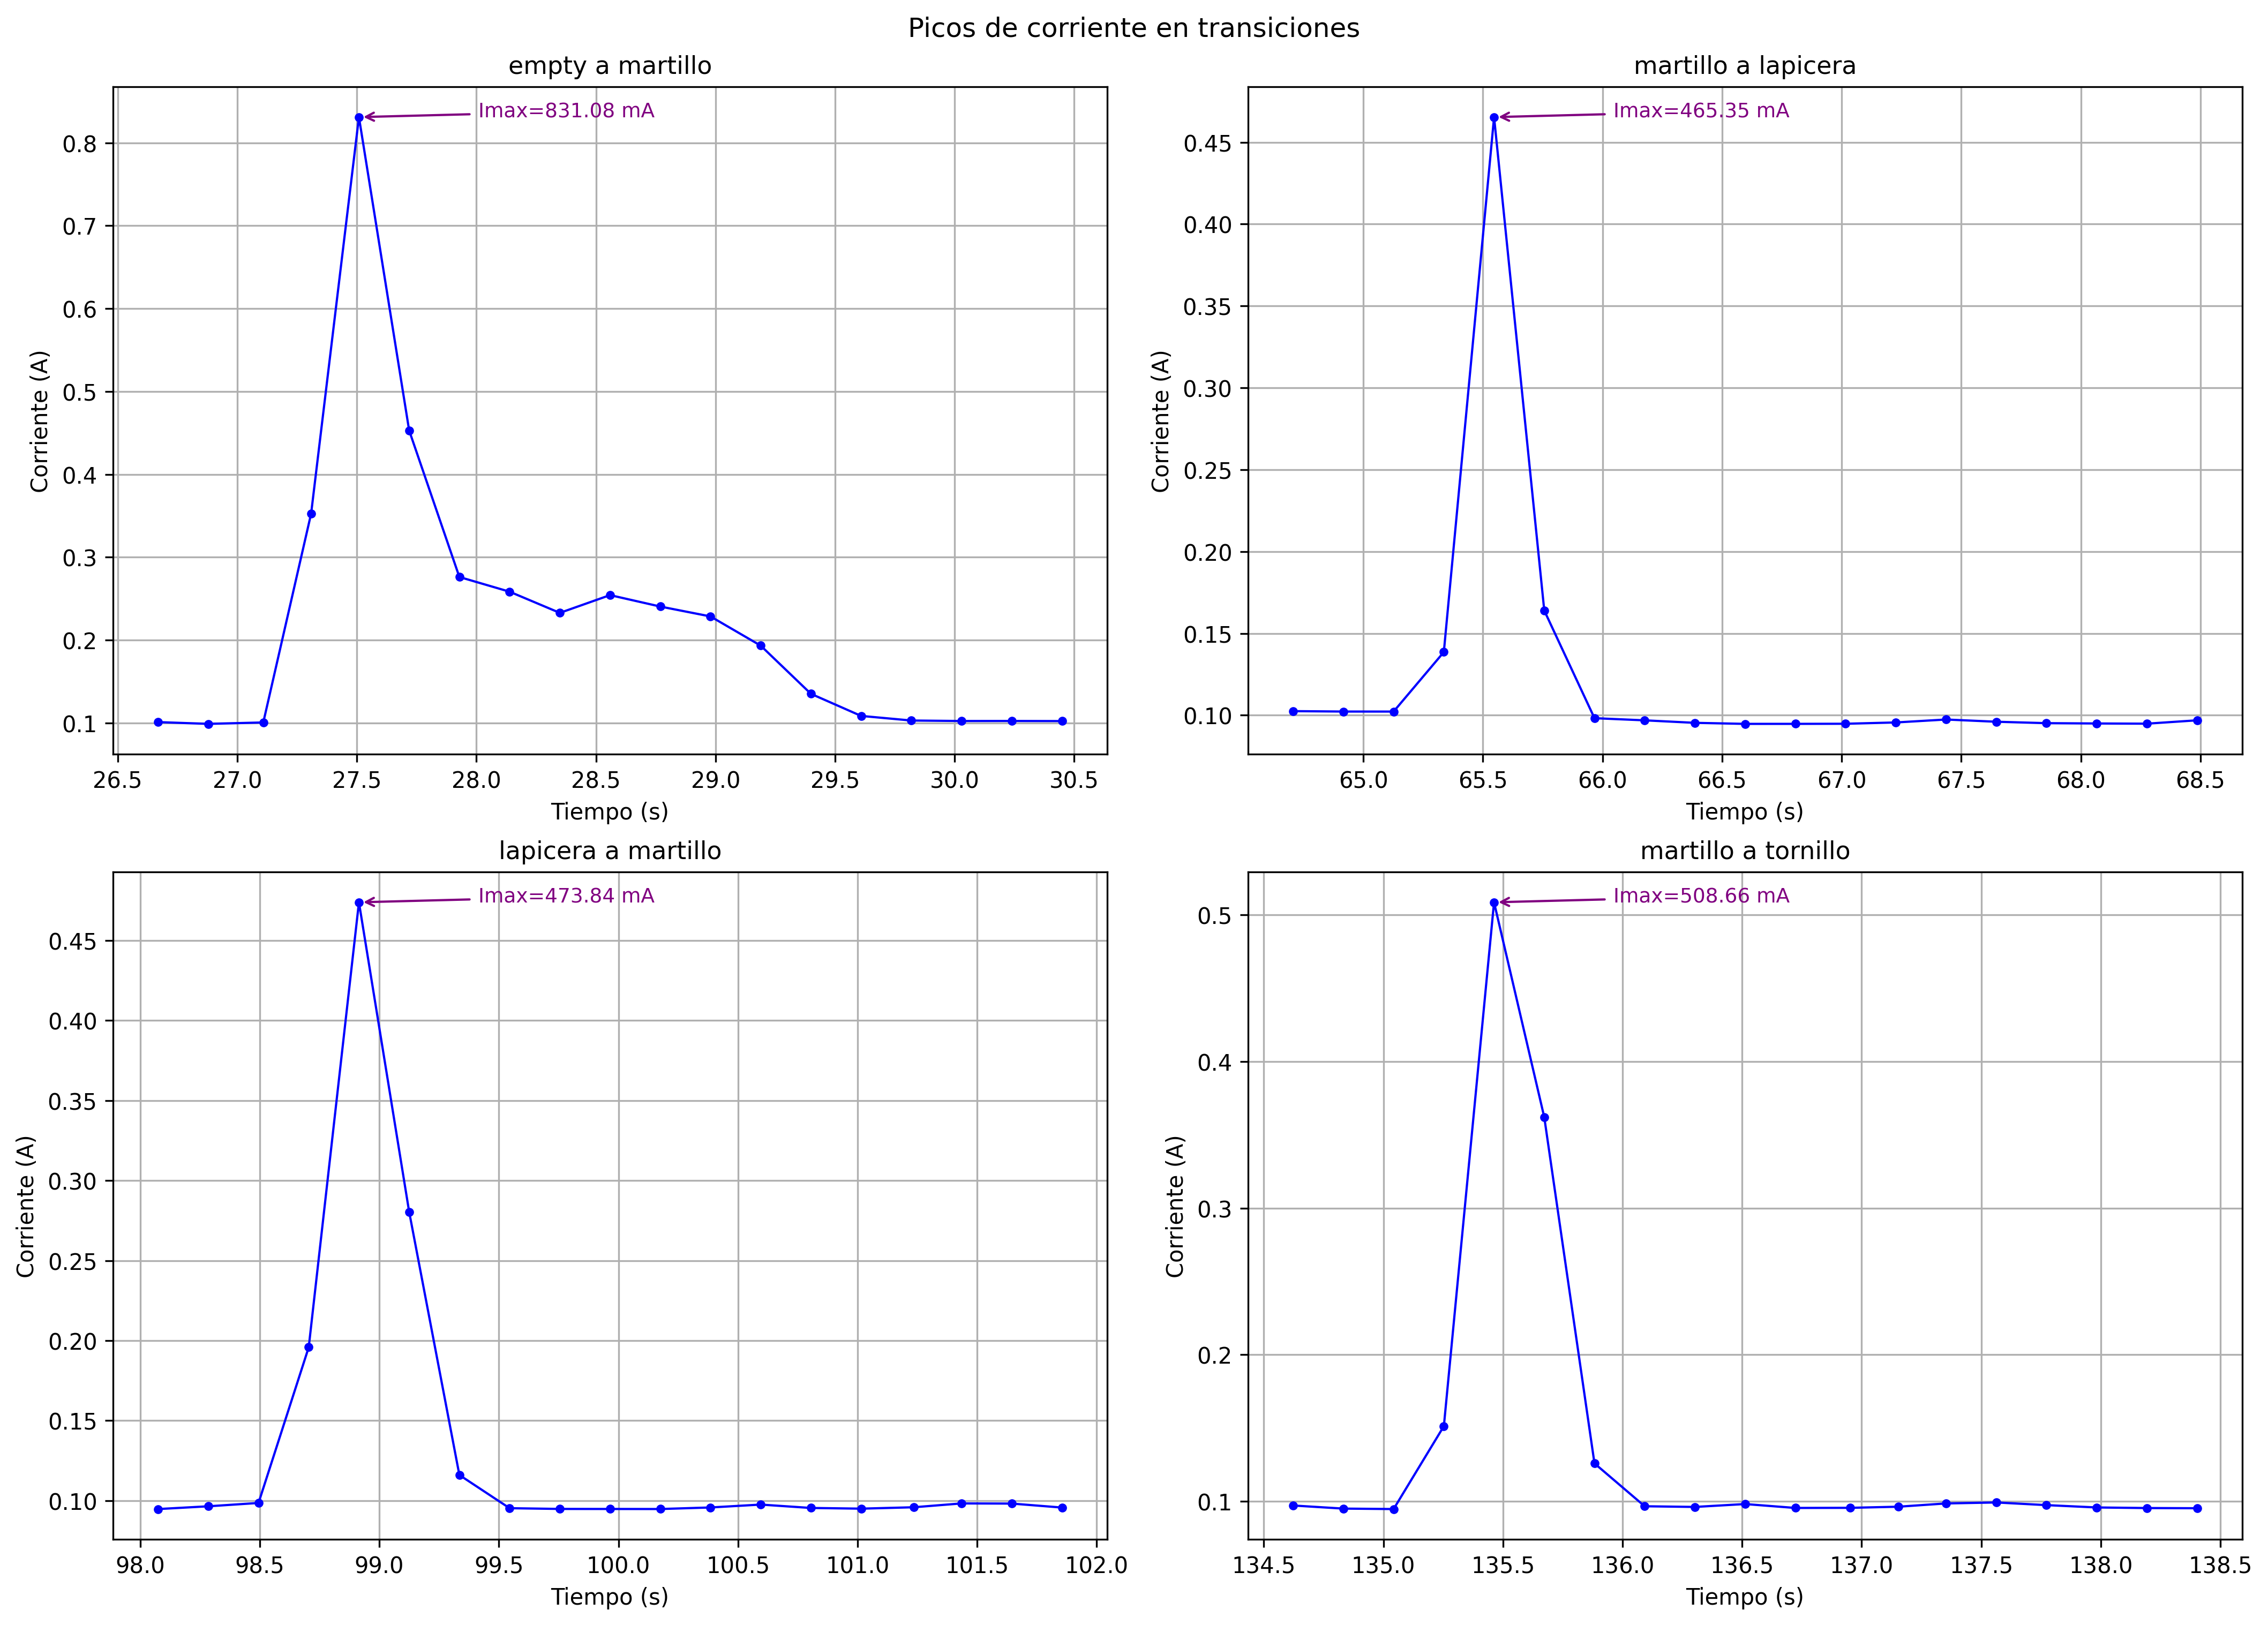 Picos de corriente en transiciones
empty a martillo
Imax=831.08 mA
Corriente (A)
0.8
0.7
0.6
0.5
0.4
0.3
0.2
0.1
26.5 27.0 27.5 28.0 28.5 29.0 29.5 30.0 30.5
Tiempo (s)
martillo a lapicera
Imax=465.35 mA
Corriente (A)
0.45
0.40
0.35
0.30
0.25
0.20
0.15
0.10
65.0 65.5 66.0 66.5 67.0 67.5 68.0 68.5
Tiempo (s)
lapicera a martillo
Imax=473.84 mA
Corriente (A)
0.45
0.40
0.35
0.30
0.25
0.20
0.15
0.10
98.0 98.5 99.0 99.5 100.0 100.5 101.0 101.5 102.0
Tiempo (s)
martillo a tornillo
Imax=508.66 mA
Corriente (A)
0.5
0.4
0.3
0.2
0.1
134.5 135.0 135.5 136.0 136.5 137.0 137.5 138.0 138.5
Tiempo (s)